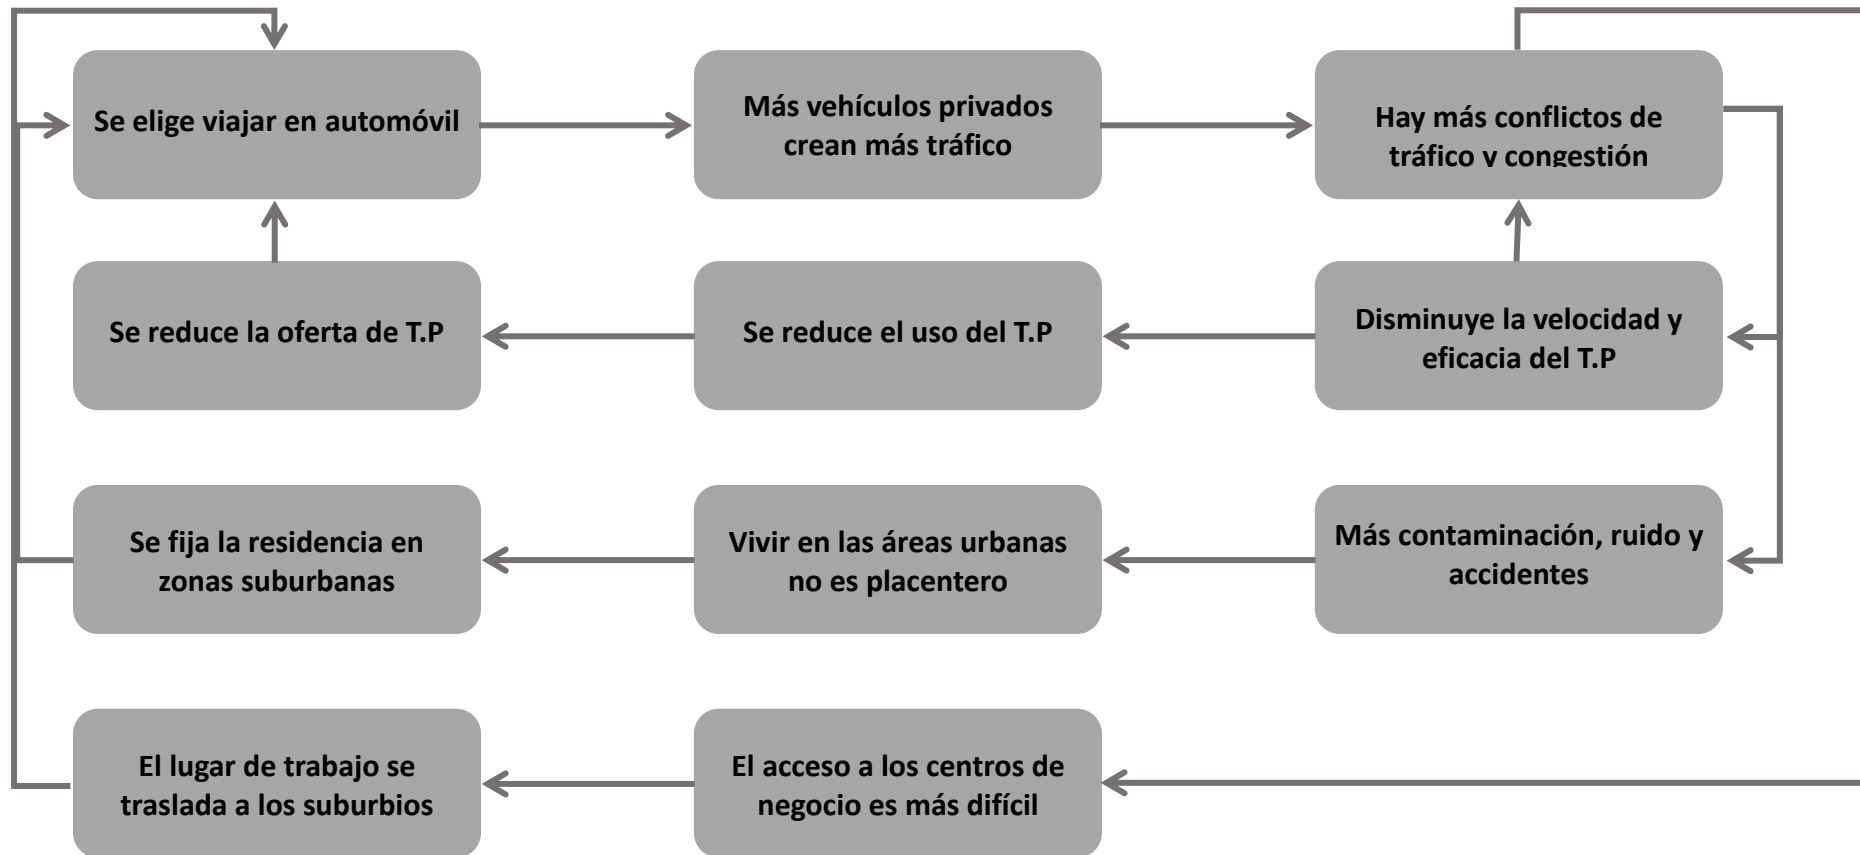 Se elige viajar en automóvil
Más vehículos privados
crean más tráfico
Hay más conflictos de
tráfico y congestión
Se reduce la oferta de T.P
Se reduce el uso del T.P
Disminuye la velocidad y
eficacia del T.P
Se fija la residencia en
zonas suburbanas
Vivir en las áreas urbanas
no es placentero
Más contaminación, ruido y
accidentes
El lugar de trabajo se
traslada a los suburbios
El acceso a los centros de
negocio es más difícil